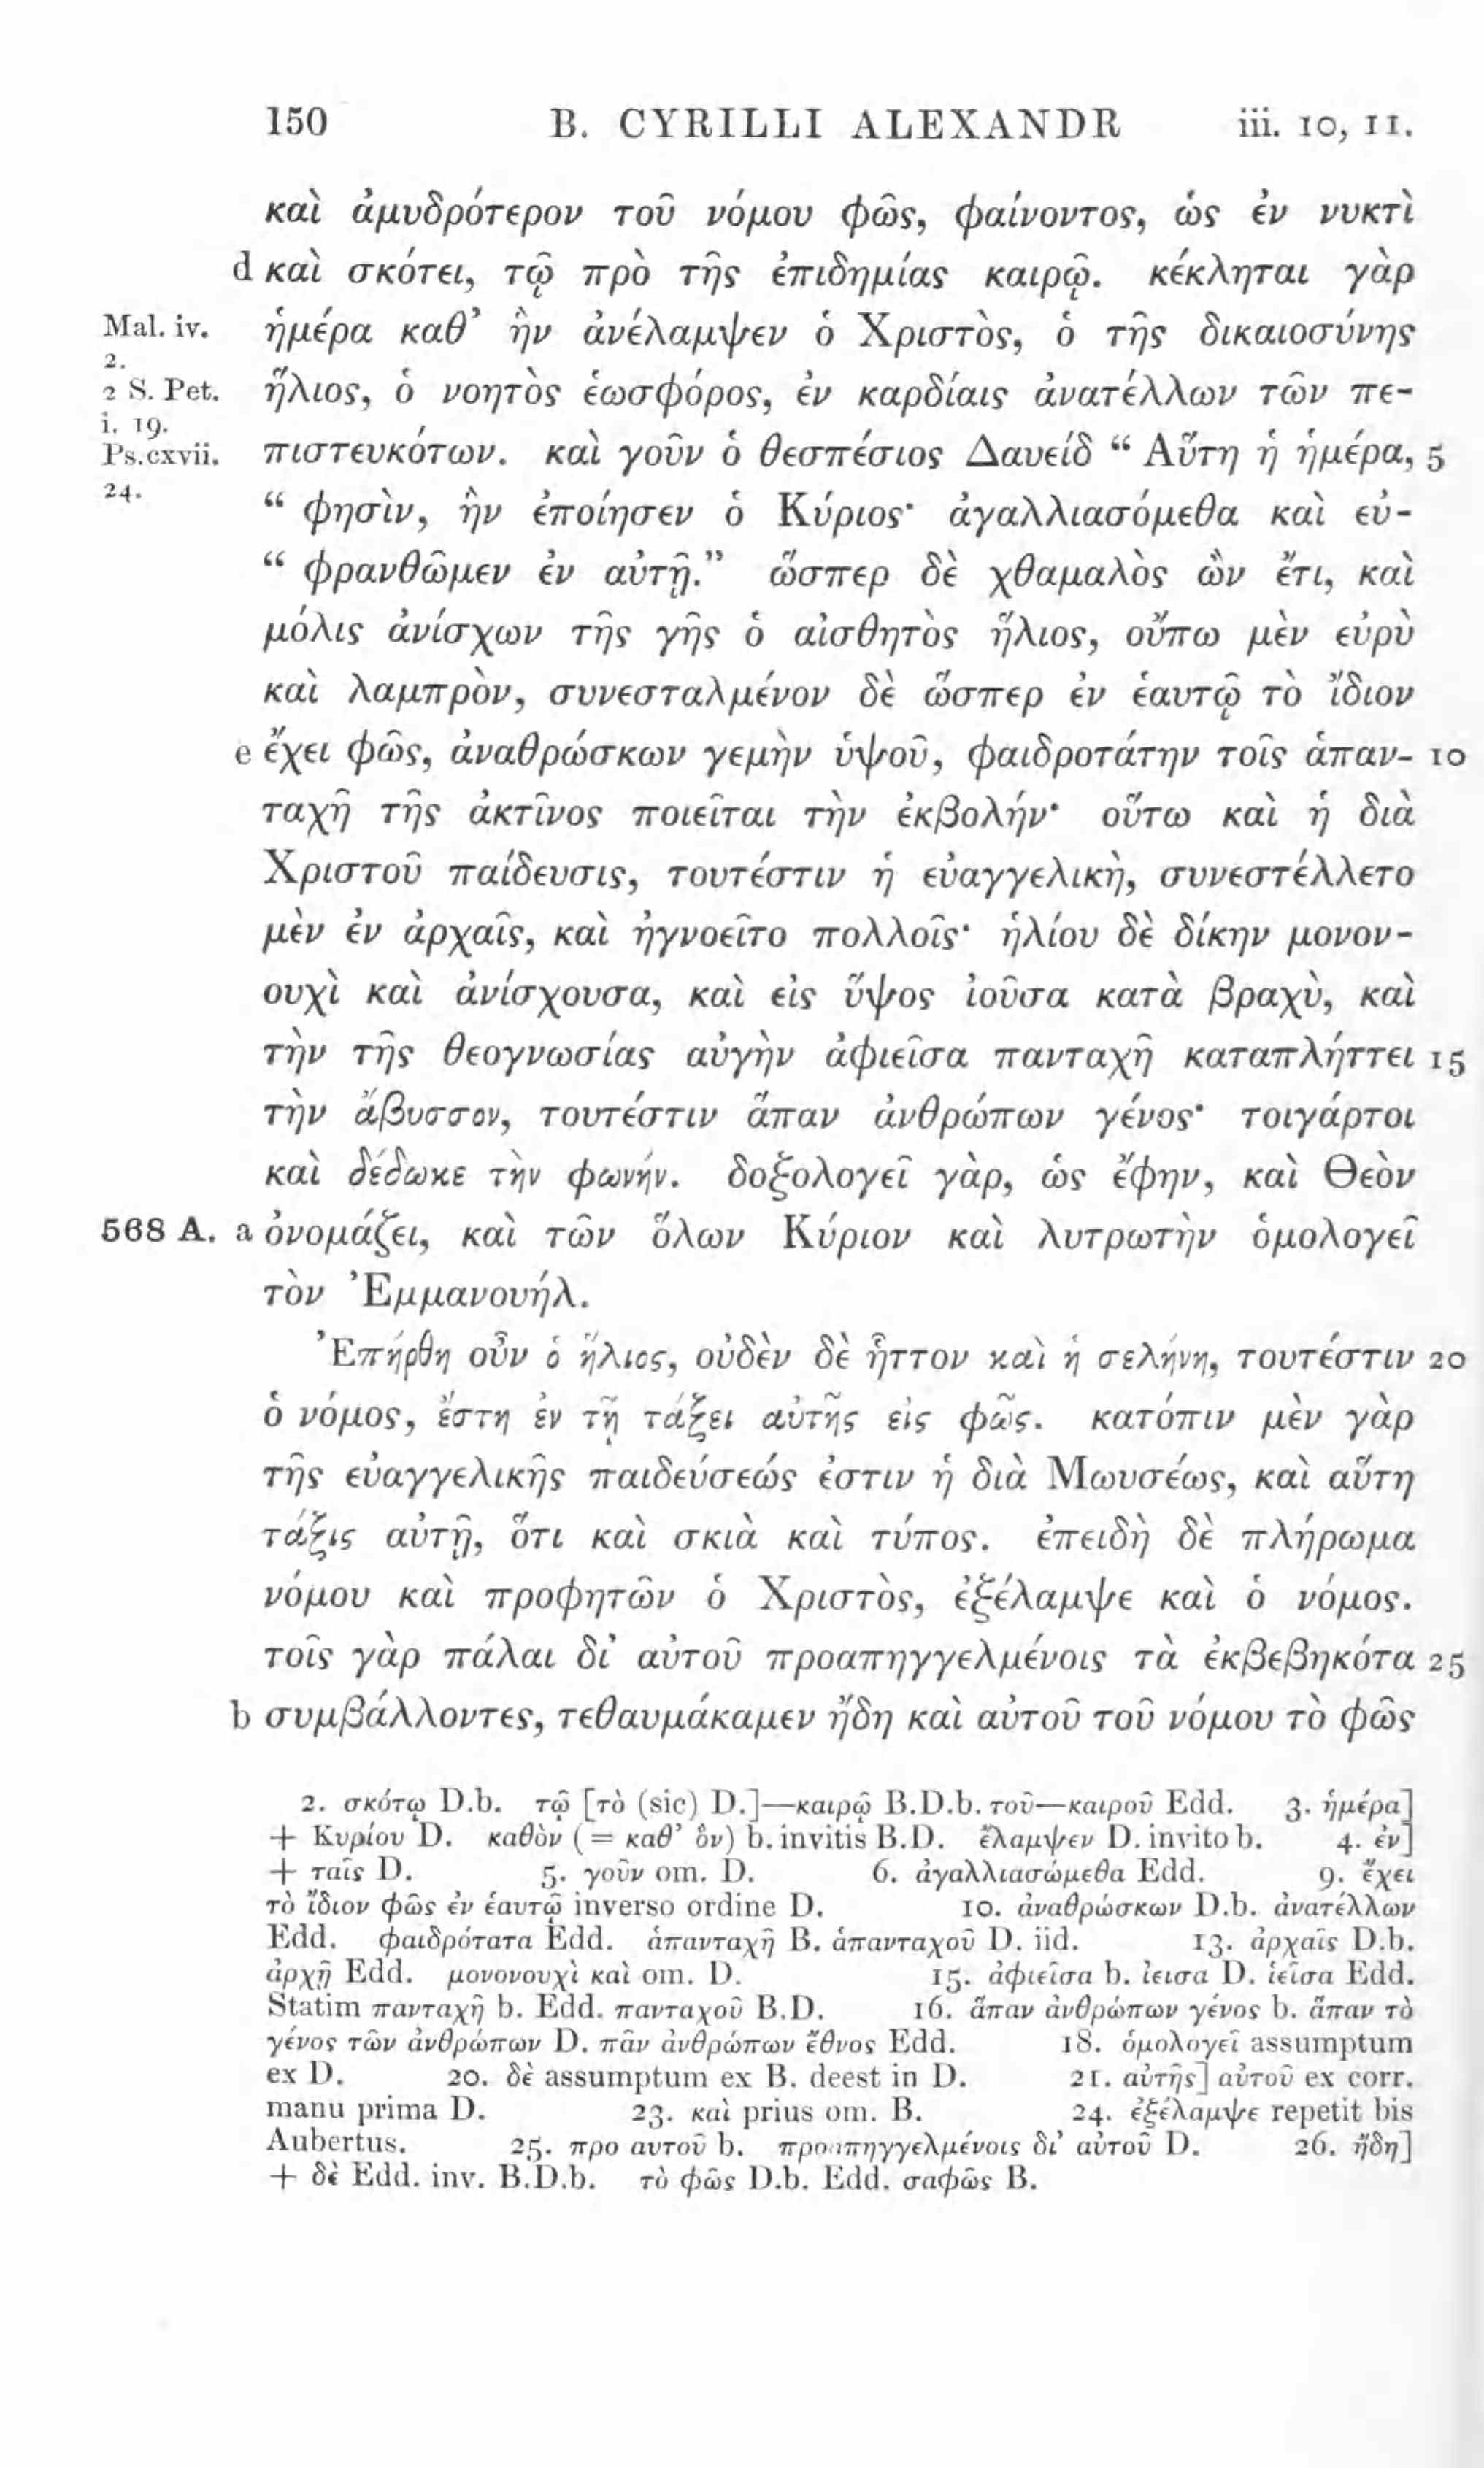 150 B. CYRILLI ALEXANDR iii. 10, 11.
καὶ ἀμυδρότερον τοῦ νόμου φῶς, φαίνοντος, ὡς ἐν νυκτὶ
d καὶ σκότει, τῷ πρὸ τῆς ἐπιδημίας καιρῷ. κέκληται γὰρ
Mal. iv. ἡμέρα καθ’ ἣν ἀνέλαμψεν ὁ Χριστὸς, ὁ τῆς δικαιοσύνης
2.
2 S. Pet. ἥλιος, ὁ νοητὸς ἑωσφόρος, ἐν καρδίαις ἀνατέλλων τῶν πε-
i. 19.
Ps. cxvii. πιστευκότων. καὶ γοῦν ὁ θεσπέσιος Δαυείδ “ Αὕτη ἡ ἡμέρα, 5
24.
“ φησὶν, ἣν ἐποίησεν ὁ Κύριος· ἀγαλλιασόμεθα καὶ εὐ-
“ φρανθῶμεν ἐν αὐτῇ.” ὥσπερ δὲ χθαμαλὸς ὢν ἔτι, καὶ
μόλις ἀνίσχων τῆς γῆς ὁ αἰσθητὸς ἥλιος, οὔπω μὲν εὐρὺ
καὶ λαμπρὸν, συνεσταλμένον δὲ ὥσπερ ἐν ἑαυτῷ τὸ ἴδιον
e ἔχει φῶς, ἀναθρώσκων γεμὴν ὑψοῦ, φαιδροτάτην τοῖς ἁπαν- 10
ταχῆ τῆς ἀκτῖνος ποιεῖται τὴν ἐκβολήν· οὕτω καὶ ἡ διὰ
Χριστοῦ παίδευσις, τουτέστιν ἡ εὐαγγελικὴ, συνεστέλλετο
μὲν ἐν ἀρχαῖς, καὶ ἠγνοεῖτο πολλοῖς· ἡλίου δὲ δίκην μονον-
ουχὶ καὶ ἀνίσχουσα, καὶ εἰς ὕψος ἰοῦσα κατὰ βραχὺ, καὶ
τὴν τῆς θεογνωσίας αὐγὴν ἀφιεῖσα πανταχῆ καταπλήττει 15
τὴν ἄβυσσον, τουτέστιν ἅπαν ἀνθρώπων γένος· τοιγάρτοι
καὶ δέδωκε τὴν φωνήν. δοξολογεῖ γὰρ, ὡς ἔφην, καὶ Θεὸν
568 A. a ὀνομάζει, καὶ τῶν ὅλων Κύριον καὶ λυτρωτὴν ὁμολογεῖ
τὸν Ἐμμανουήλ.
Ἐπήρθη οὖν ὁ ἥλιος, οὐδὲν δὲ ἧττον καὶ ἡ σελήνη, τουτέστιν 20
ὁ νόμος, ἔστη ἐν τῇ τάξει αὐτῆς εἰς φῶς. κατόπιν μὲν γὰρ
τῆς εὐαγγελικῆς παιδεύσεώς ἐστιν ἡ διὰ Μωυσέως, καὶ αὕτη
τάξις αὐτῇ, ὅτι καὶ σκιὰ καὶ τύπος. ἐπειδὴ δὲ πλήρωμα
νόμου καὶ προφητῶν ὁ Χριστὸς, ἐξέλαμψε καὶ ὁ νόμος.
τοῖς γὰρ πάλαι δι’ αὐτοῦ προαπηγγελμένοις τὰ ἐκβεβηκότα 25
b συμβάλλοντες, τεθαυμάκαμεν ἤδη καὶ αὐτοῦ τοῦ νόμου τὸ φῶς
2. σκότῳ D.b. τῷ [τὸ (sic) D.]—καιρῷ B.D.b. τοῦ—καιροῦ Edd. 3. ἡμέρα]
+ Κυρίου D. καθὸν (= καθ’ ὃν) b. invitis B.D. ἔλαμψεν D. invito b. 4. ἐν]
+ ταῖς D. 5. γοῦν om. D. 6. ἀγαλλιασώμεθα Edd. 9. ἔχει
τὸ ἴδιον φῶς ἐν ἑαυτῷ inverso ordine D. 10. ἀναθρώσκων D.b. ἀνατέλλων
Edd. φαιδρότατα Edd. ἁπανταχῆ B. ἁπανταχοῦ D. iid. 13. ἀρχαῖς D.b.
ἀρχῇ Edd. μονονουχὶ καὶ om. D. 15. ἀφιεῖσα b. ἱεισα D. ἱεῖσα Edd.
Statim πανταχῆ b. Edd. πανταχοῦ B.D. 16. ἅπαν ἀνθρώπων γένος b. ἅπαν τὸ
γένος τῶν ἀνθρώπων D. πᾶν ἀνθρώπων ἔθνος Edd. 18. ὁμολογεῖ assumptum
ex D. 20. δὲ assumptum ex B. deest in D. 21. αὐτῆς] αὐτοῦ ex corr.
manu prima D. 23. καὶ prius om. B. 24. ἐξέλαμψε repetit bis
Aubertus. 25. προ αυτοῦ b. προαπηγγελμένοις δι’ αὐτοῦ D. 26. ἤδη]
+ δὲ Edd. inv. B.D.b. τὸ φῶς D.b. Edd. σαφῶς B.